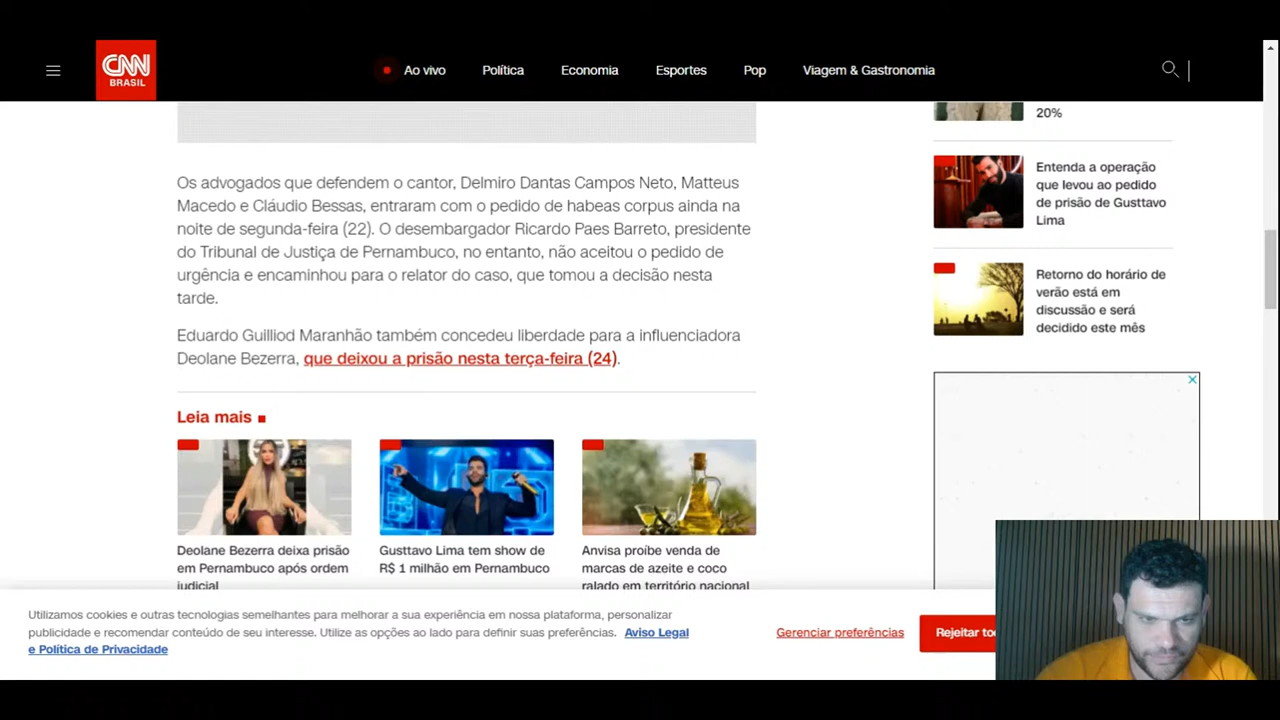 CNN
BRASIL
Ao vivo
Política
Economia
Esportes
Pop
Viagem & Gastronomia
20%
Os advogados que defendem o cantor, Delmiro Dantas Campos Neto, Matteus
Macedo e Cláudio Bessas, entraram com o pedido de habeas corpus ainda na
noite de segunda-feira (22). O desembargador Ricardo Paes Barreto, presidente
do Tribunal de Justiça de Pernambuco, no entanto, não aceitou o pedido de
urgência e encaminhou para o relator do caso, que tomou a decisão nesta
tarde.
Eduardo Guilliod Maranhão também concedeu liberdade para a influenciadora
Deolane Bezerra, que deixou a prisão nesta terça-feira (24).
Leia mais
Deolane Bezerra deixa prisão
em Pernambuco após ordem
judicial
Gusttavo Lima tem show de
R$ 1 milhão em Pernambuco
Anvisa proíbe venda de
marcas de azeite e coco
ralado em território nacional
Entenda a operação
que levou ao pedido
de prisão de Gusttavo
Lima
Retorno do horário de
verão está em
discussão e será
decidido este mês
Utilizamos cookies e outras tecnologias semelhantes para melhorar a sua experiência em nossa plataforma, personalizar
publicidade e recomendar conteúdo de seu interesse. Utilize as opções ao lado para definir suas preferências. Aviso Legal
e Política de Privacidade
Gerenciar preferências
Rejeitar to